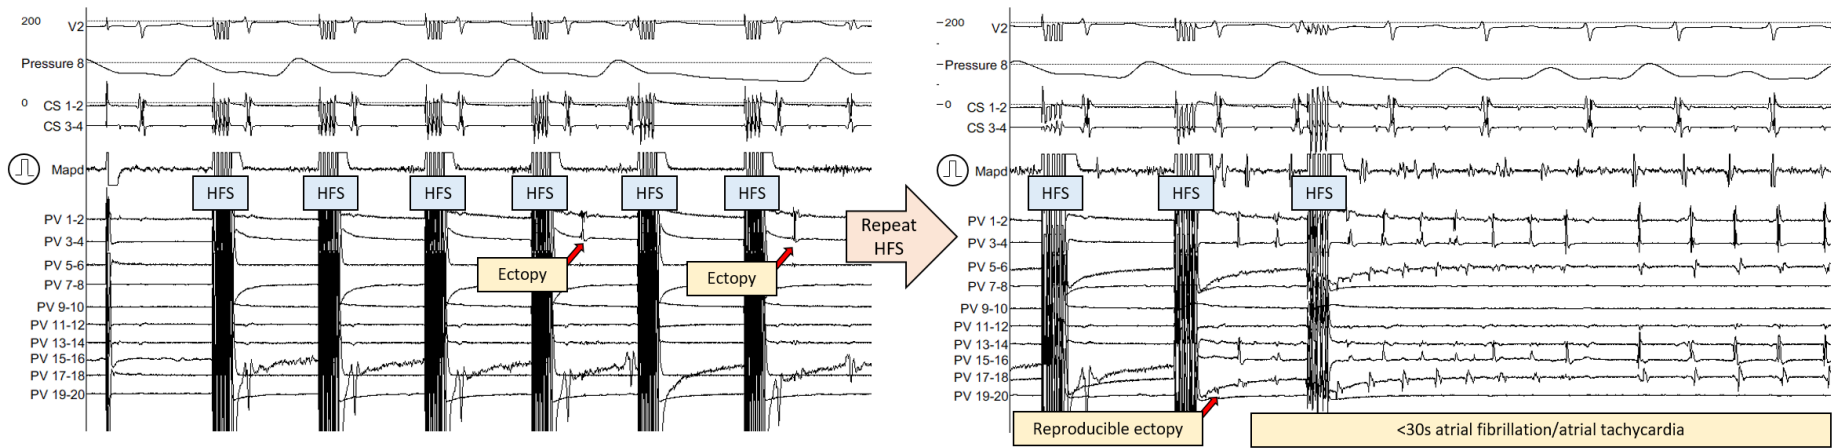 200
V2
Pressure 8
0
CS 1-2
CS 3-4
Mapd
HFS
HFS
HFS
HFS
HFS
HFS
PV 1-2
PV 3-4
PV 5-6
PV 7-8
PV 9-10
PV 11-12
PV 13-14
PV 15-16
PV 17-18
PV 19-20
Ectopy
Ectopy
Repeat
HFS
200
V2
Pressure 8
0
CS 1-2
CS 3-4
Mapd
HFS
HFS
HFS
PV 1-2
PV 3-4
PV 5-6
PV 7-8
PV 9-10
PV 11-12
PV 13-14
PV 15-16
PV 17-18
PV 19-20
Reproducible ectopy
<30s atrial fibrillation/atrial tachycardia